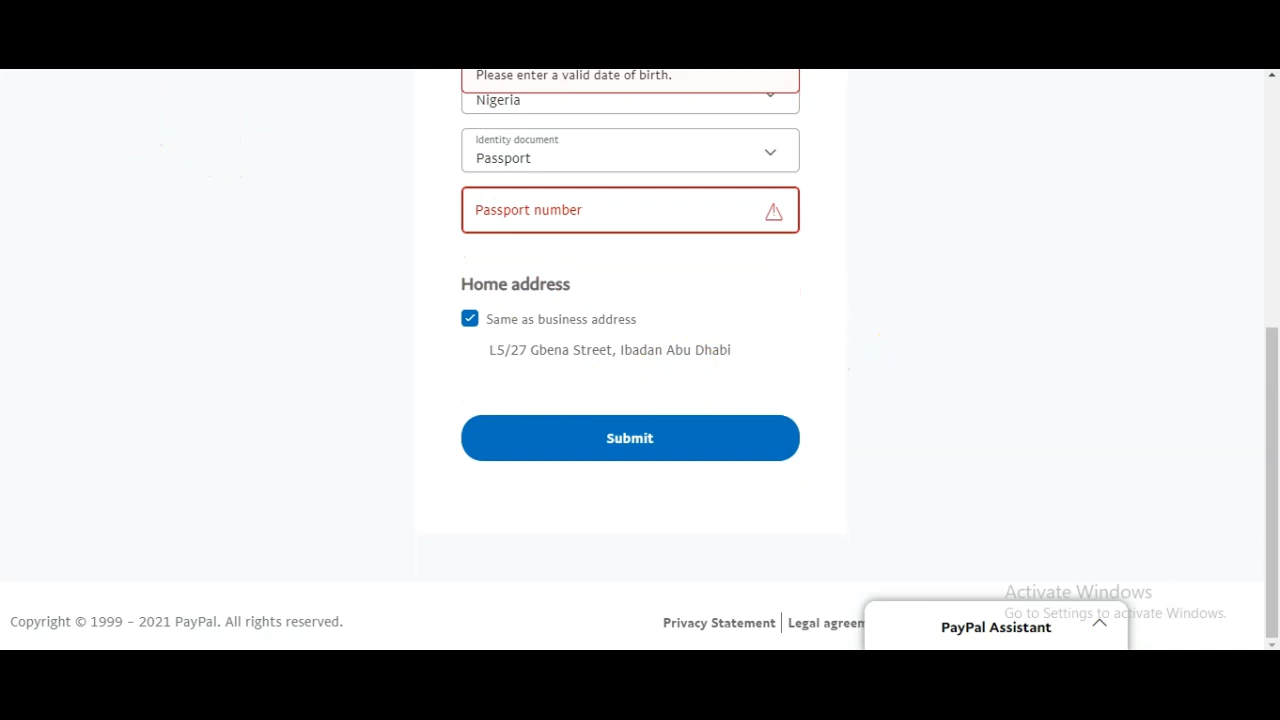 Please enter a valid date of birth.
Nigeria
Identity document
Passport
Passport number
Home address
Same as business address
L5/27 Gbena Street, Ibadan Abu Dhabi
Submit
Activate Windows
Go to Settings to activate Windows.
Copyright © 1999 – 2021 PayPal. All rights reserved.
Privacy Statement
Legal agreem
PayPal Assistant